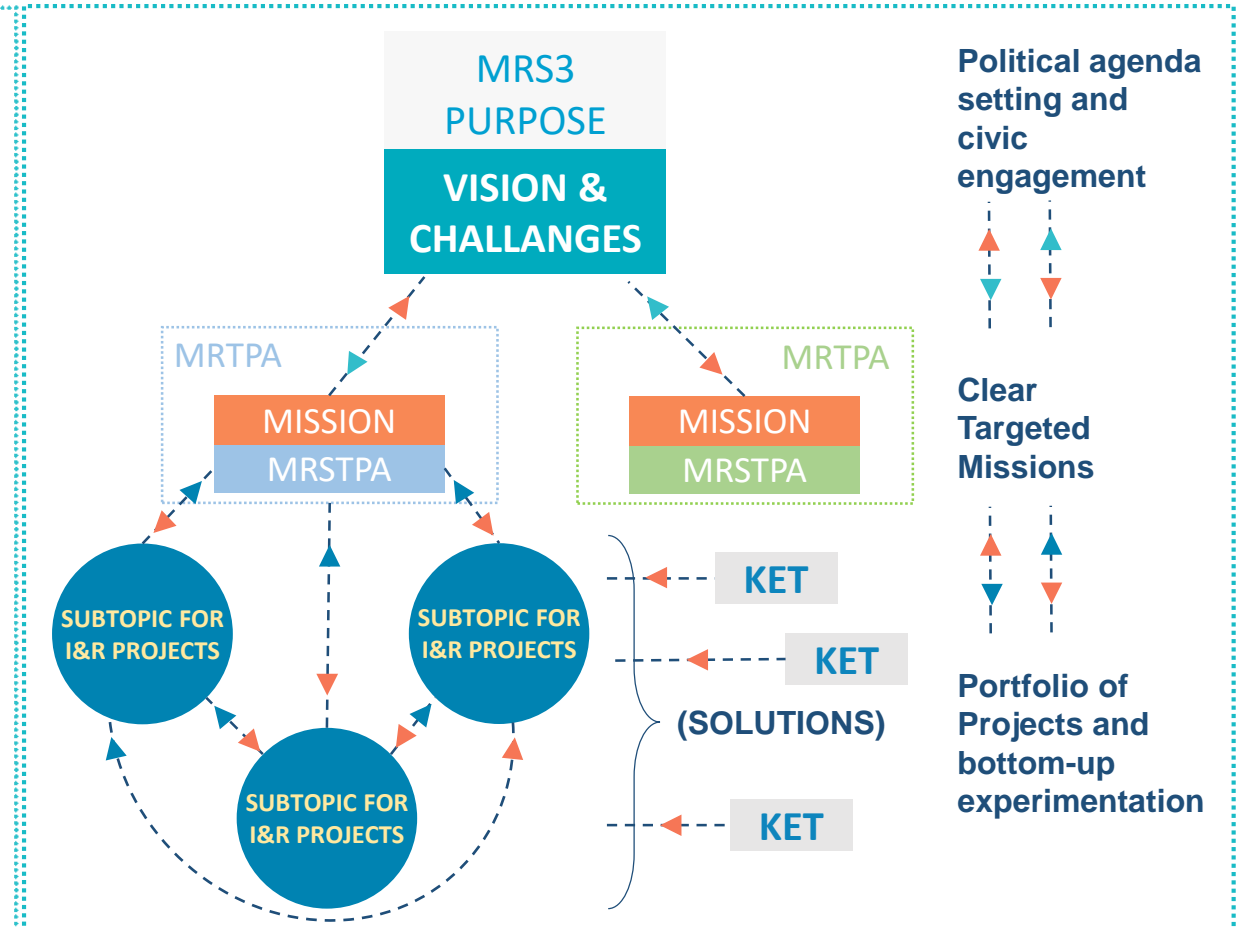 MRS3
PURPOSE
VISION &
CHALLANGES
MRTPA
MISSION
MRSTPA
MRTPA
MISSION
MRSTPA
SUBTOPIC FOR
I&R PROJECTS
SUBTOPIC FOR
I&R PROJECTS
SUBTOPIC FOR
I&R PROJECTS
KET
KET
(SOLUTIONS)
KET
Political agenda
setting and
civic
engagement
Clear
Targeted
Missions
Portfolio of
Projects and
bottom-up
experimentation